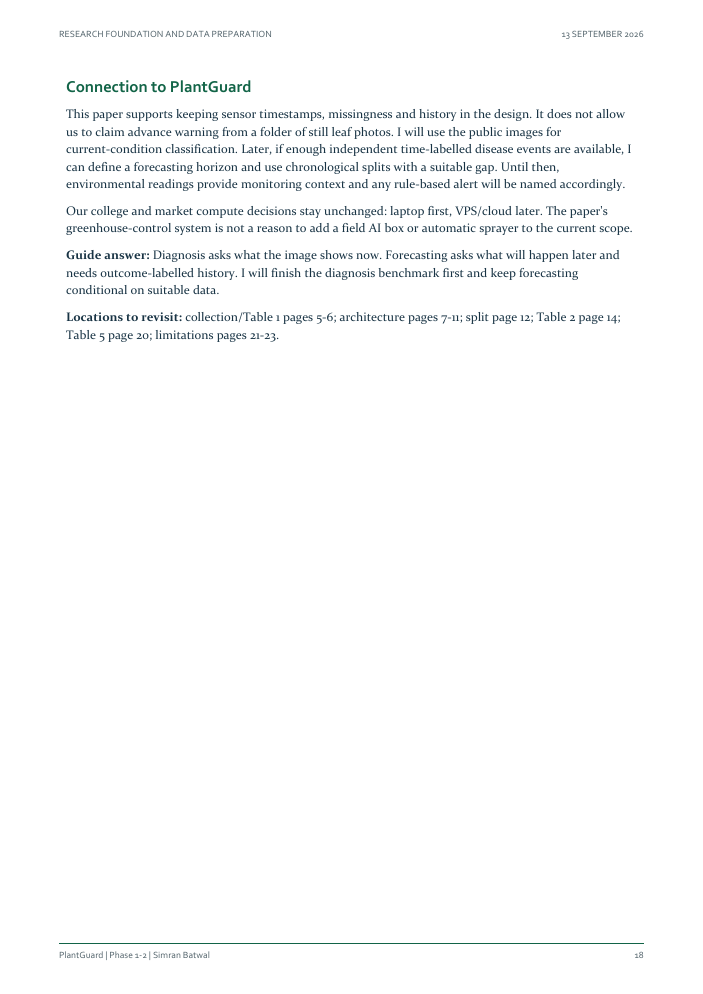 RESEARCH FOUNDATION AND DATA PREPARATION
13 SEPTEMBER 2026
Connection to PlantGuard
This paper supports keeping sensor timestamps, missingness and history in the design. It does not allow
us to claim advance warning from a folder of still leaf photos. I will use the public images for
current-condition classification. Later, if enough independent time-labelled disease events are available, I
can define a forecasting horizon and use chronological splits with a suitable gap. Until then,
environmental readings provide monitoring context and any rule-based alert will be named accordingly.
Our college and market compute decisions stay unchanged: laptop first, VPS/cloud later. The paper's
greenhouse-control system is not a reason to add a field AI box or automatic sprayer to the current scope.
Guide answer: Diagnosis asks what the image shows now. Forecasting asks what will happen later and
needs outcome-labelled history. I will finish the diagnosis benchmark first and keep forecasting
conditional on suitable data.
Locations to revisit: collection/Table 1 pages 5-6; architecture pages 7-11; split page 12; Table 2 page 14;
Table 5 page 20; limitations pages 21-23.
PlantGuard | Phase 1-2 | Simran Batwal
18